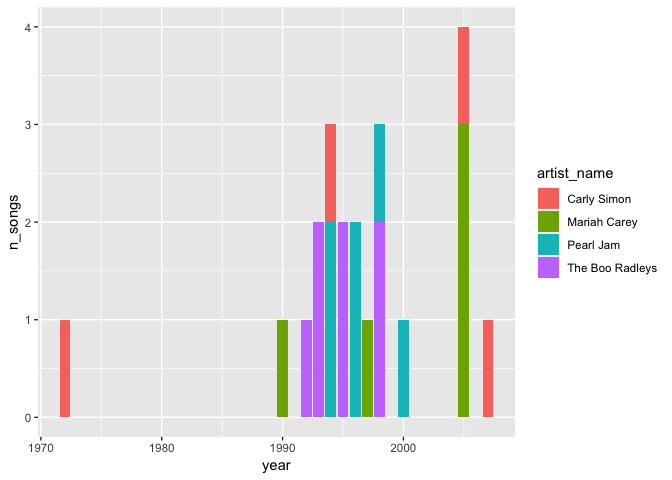 4
3
2
1
0
n_songs
1970 1980 1990 2000
year
artist_name
Carly Simon
Mariah Carey
Pearl Jam
The Boo Radleys